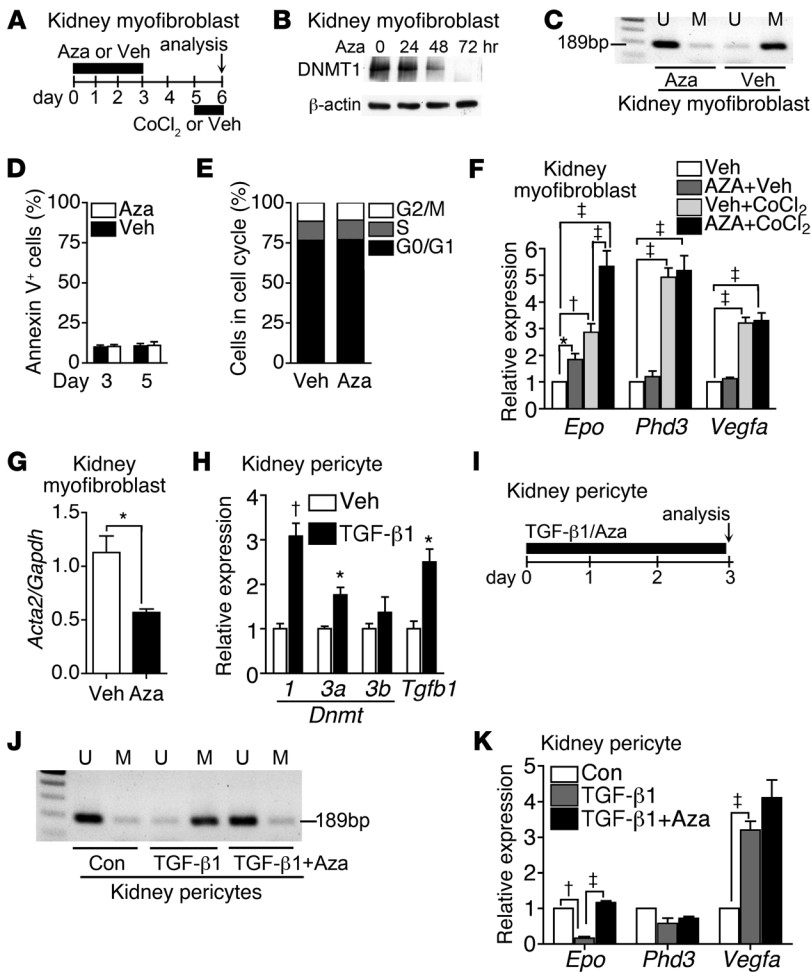 A Kidney myofibroblast
Aza or Veh analysis
day 0 1 2 3 5 6
CoCl2 or Veh
B Kidney myofibroblast
Aza 0 24 48 72 hr
DNMT1
β-actin
C U M U M
189bp
Aza Veh
Kidney myofibroblast
D
Annexin V+ cells (%)
100
75
50
25
0
Aza
Veh
Day 3 5
E
Cells in cell cycle (%)
100
75
50
25
0
G2/M
S
G0/G1
Veh Aza
F Kidney
myofibroblast
Veh
AZA+Veh
Veh+CoCl2
AZA+CoCl2
Relative expression
6
5
4
3
2
1
0
* † ‡ ‡ ‡ ‡ ‡ ‡
Epo Phd3 Vegfa
G Kidney
myofibroblast
Acta2/Gapdh
1.5
1.0
0.5
0.0
*
Veh Aza
H Kidney pericyte
Veh
TGF-β1
Relative expression
4
3
2
1
0
† * *
1 3a 3b Tgfb1
Dnmt
I
Kidney pericyte
analysis
TGF-β1/Aza
day 0 1 2 3
J
U M U M U M
189bp
Con TGF-β1 TGF-β1+Aza
Kidney pericytes
K Kidney pericyte
Con
TGF-β1
TGF-β1+Aza
Relative expression
5
4
3
2
1
0
† ‡ ‡
Epo Phd3 Vegfa